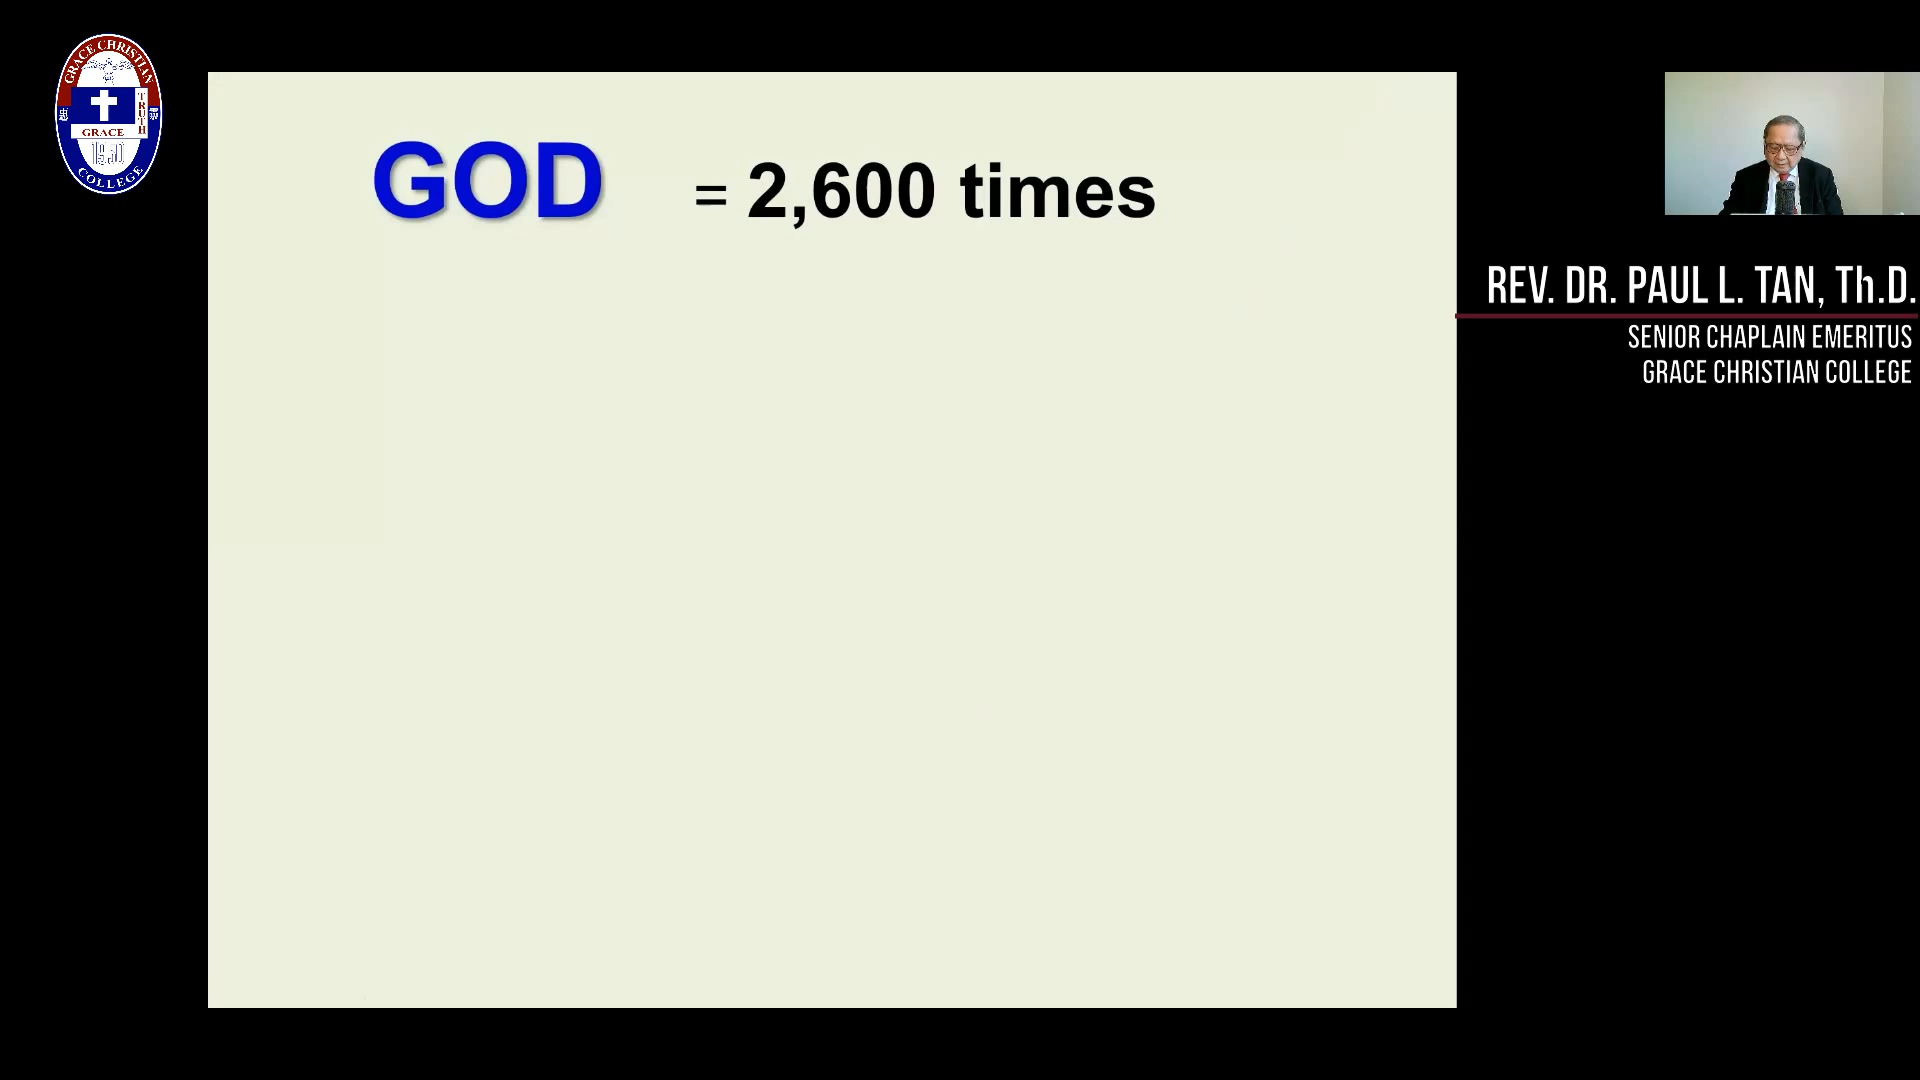 GRACE CHRISTIAN
TRUTH
GRACE
1950
COLLEGE
GOD = 2,600 times
REV. DR. PAUL L. TAN, Th.D.
SENIOR CHAPLAIN EMERITUS
GRACE CHRISTIAN COLLEGE